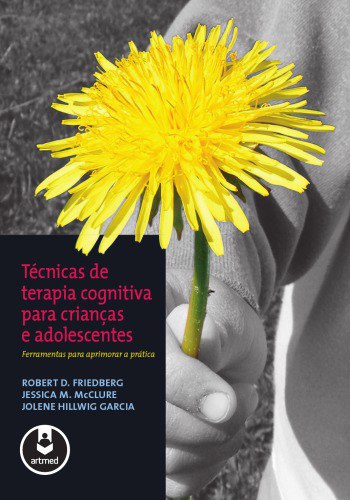 Técnicas de
terapia cognitiva
para crianças
e adolescentes
Ferramentas para aprimorar a prática
ROBERT D. FRIEDBERG
JESSICA M. McCLURE
JOLENE HILLWIG GARCIA
artmed